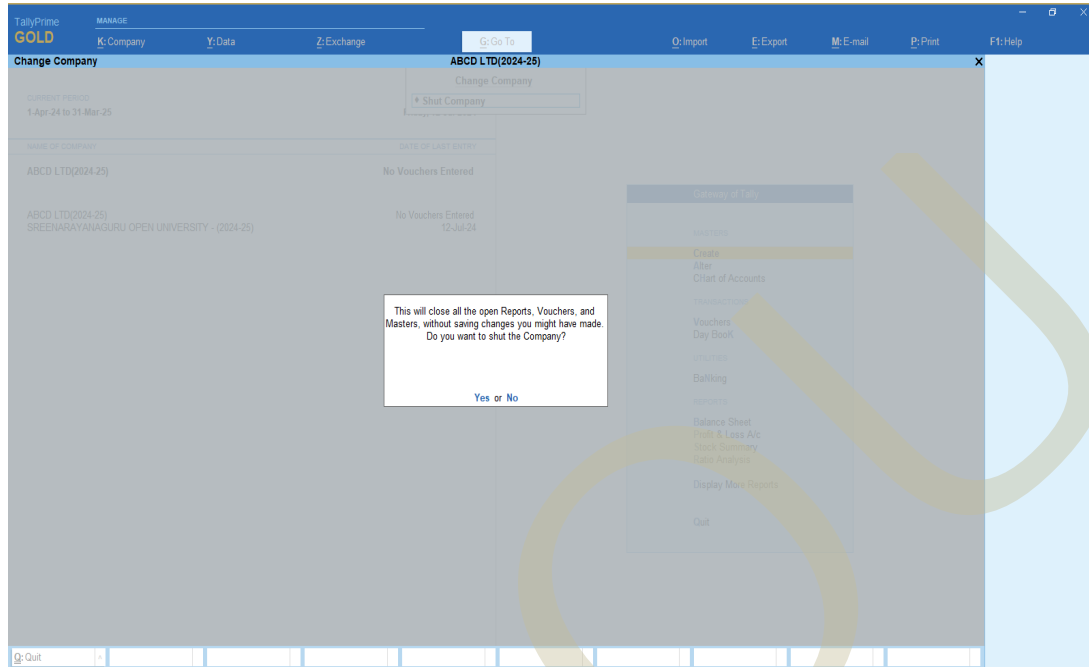 TallyPrime
GOLD
MANAGE
K: Company
Y: Data
Z: Exchange
G: Go To
O: Import
E: Export
M: E-mail
P: Print
F1: Help
Change Company
ABCD LTD(2024-25)
Change Company
Shut Company
CURRENT PERIOD
1-Apr-24 to 31-Mar-25
NAME OF COMPANY
DATE OF LAST ENTRY
ABCD LTD(2024-25)
No Vouchers Entered
ABCD LTD(2024-25)
No Vouchers Entered
SREENARAYANAGURU OPEN UNIVERSITY - (2024-25)
12-Jul-24
This will close all the open Reports, Vouchers, and
Masters, without saving changes you might have made.
Do you want to shut the Company?
Yes or No
Gateway of Tally
MASTERS
Create
Alter
CHart of Accounts
TRANSACTIONS
Vouchers
Day BooK
UTILITIES
BaNking
REPORTS
Balance Sheet
Profit & Loss A/c
Stock Summary
Ratio Analysis
Display More Reports
Quit
Q: Quit